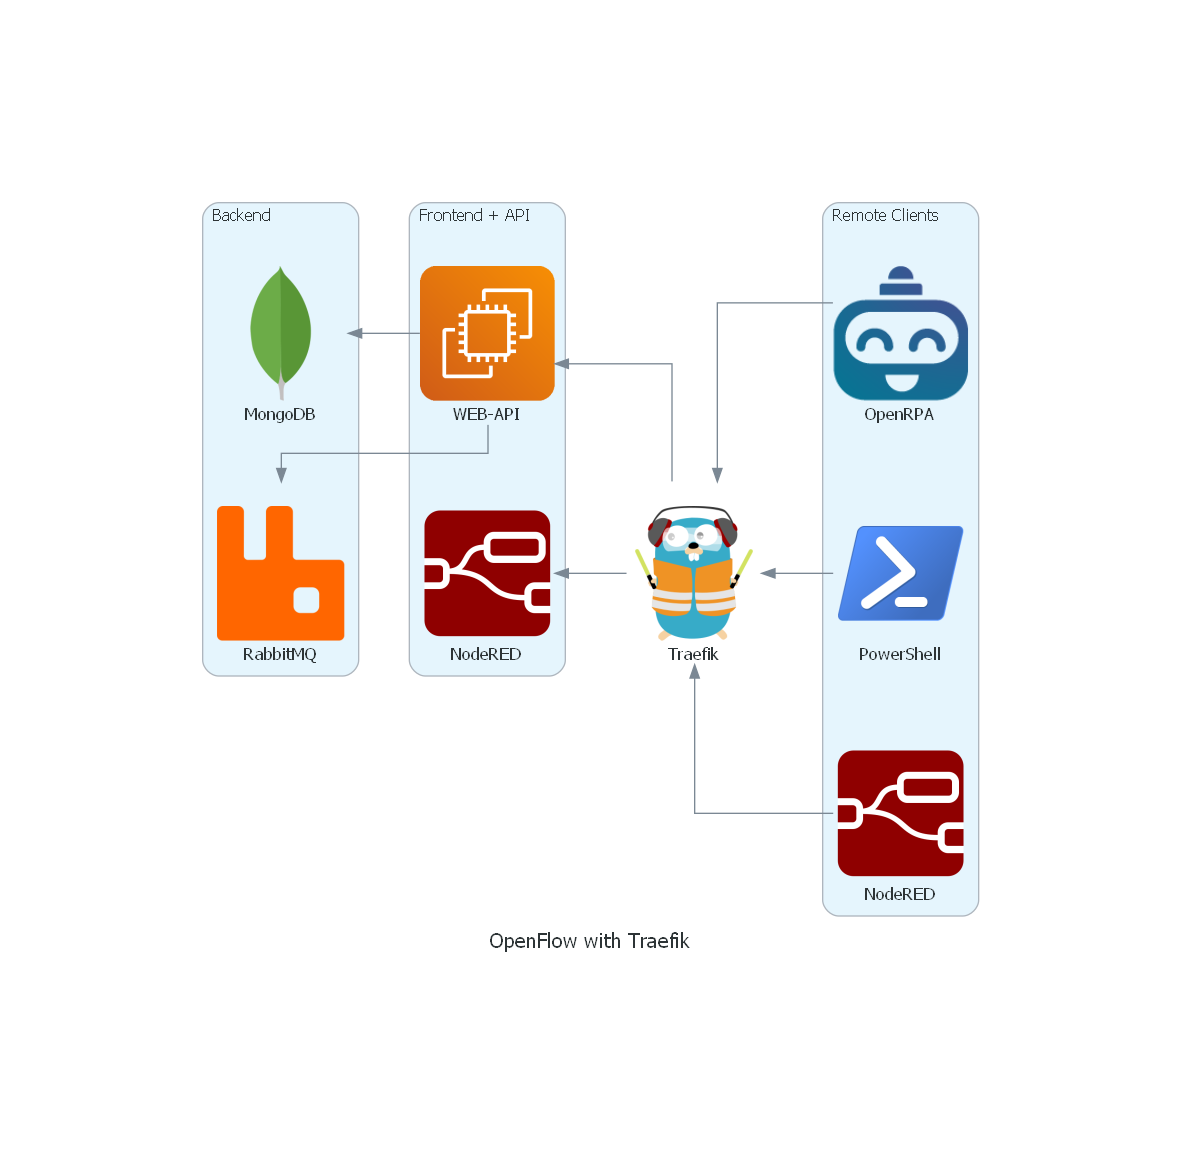 Backend
Frontend + API
Remote Clients
MongoDB
WEB-API
OpenRPA
RabbitMQ
NodeRED
Traefik
PowerShell
NodeRED
OpenFlow with Traefik